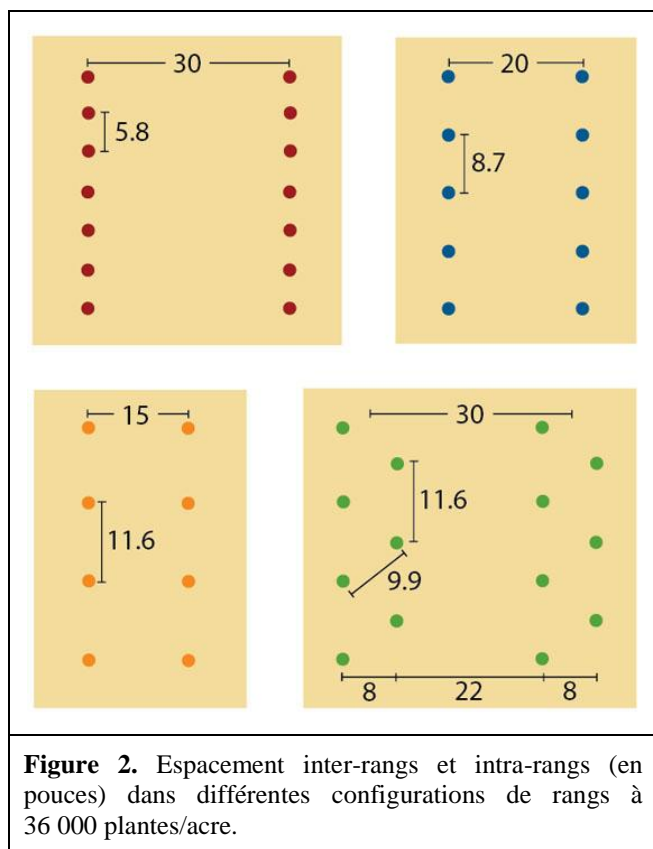 30
5.8
20
8.7
15
11.6
30
11.6
9.9
8 22 8
Figure 2. Espacement inter-rangs et intra-rangs (en
pouces) dans différentes configurations de rangs à
36 000 plantes/acre.